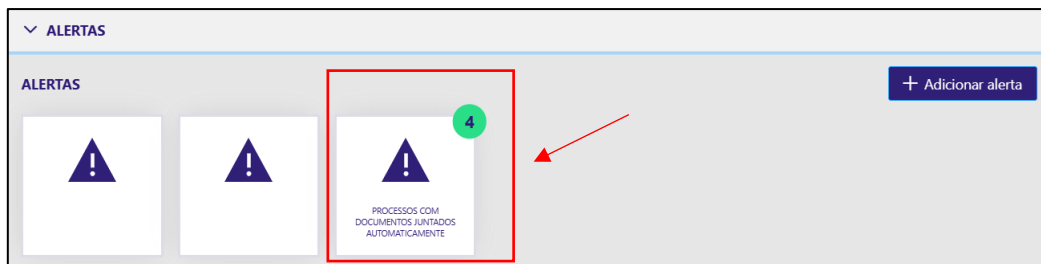 ALERTAS
ALERTAS
+ Adicionar alerta
4
PROCESSOS COM
DOCUMENTOS JUNTADOS
AUTOMATICAMENTE